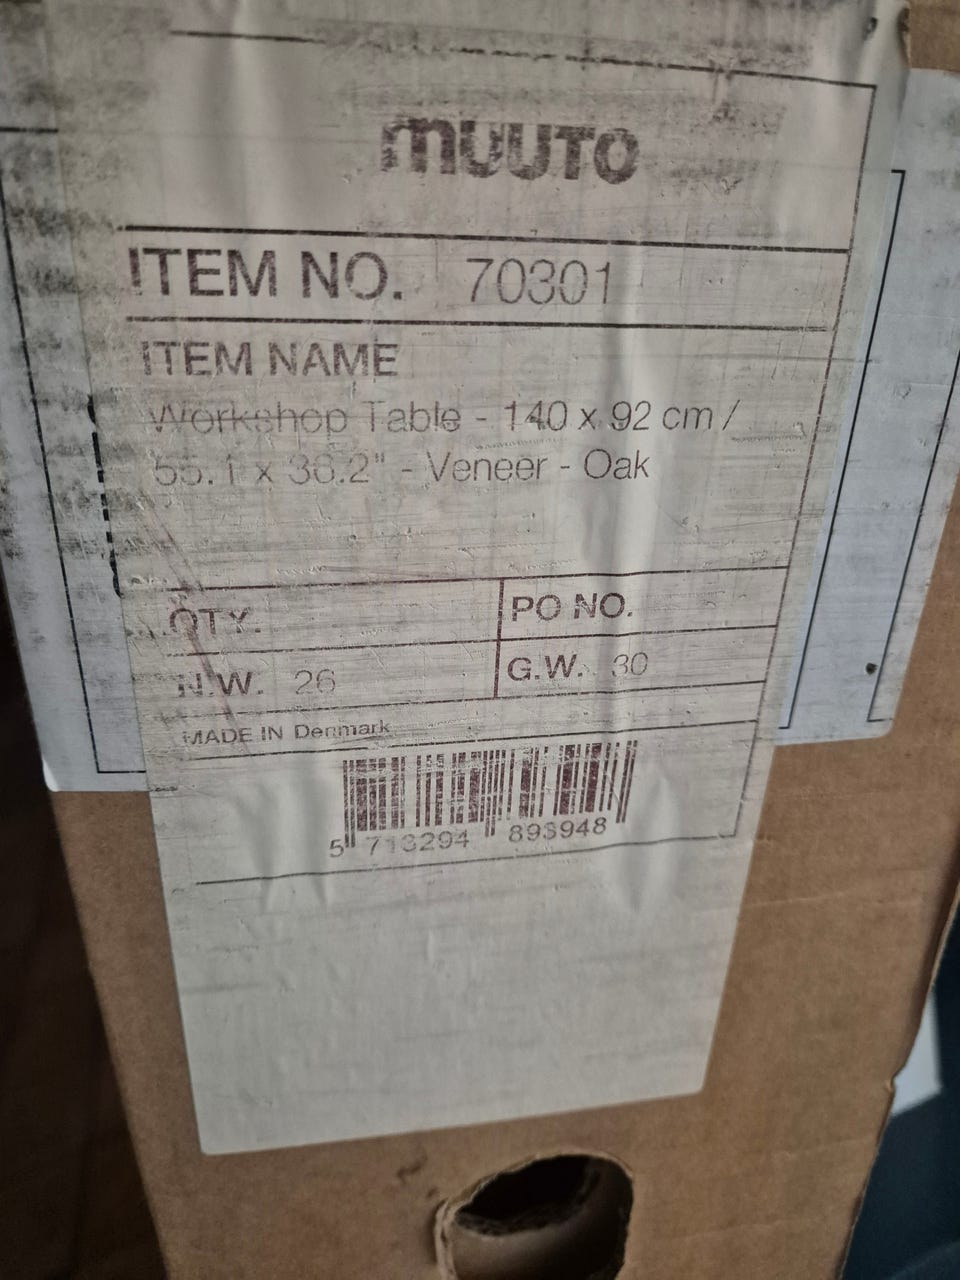 muuto
ITEM NO. 70301
ITEM NAME
Workshop Table - 140 x 92 cm /
55.1 x 36.2" - Veneer - Oak
QTY.
PO NO.
N.W. 26
G.W. 30
MADE IN Denmark
5 713294 893948